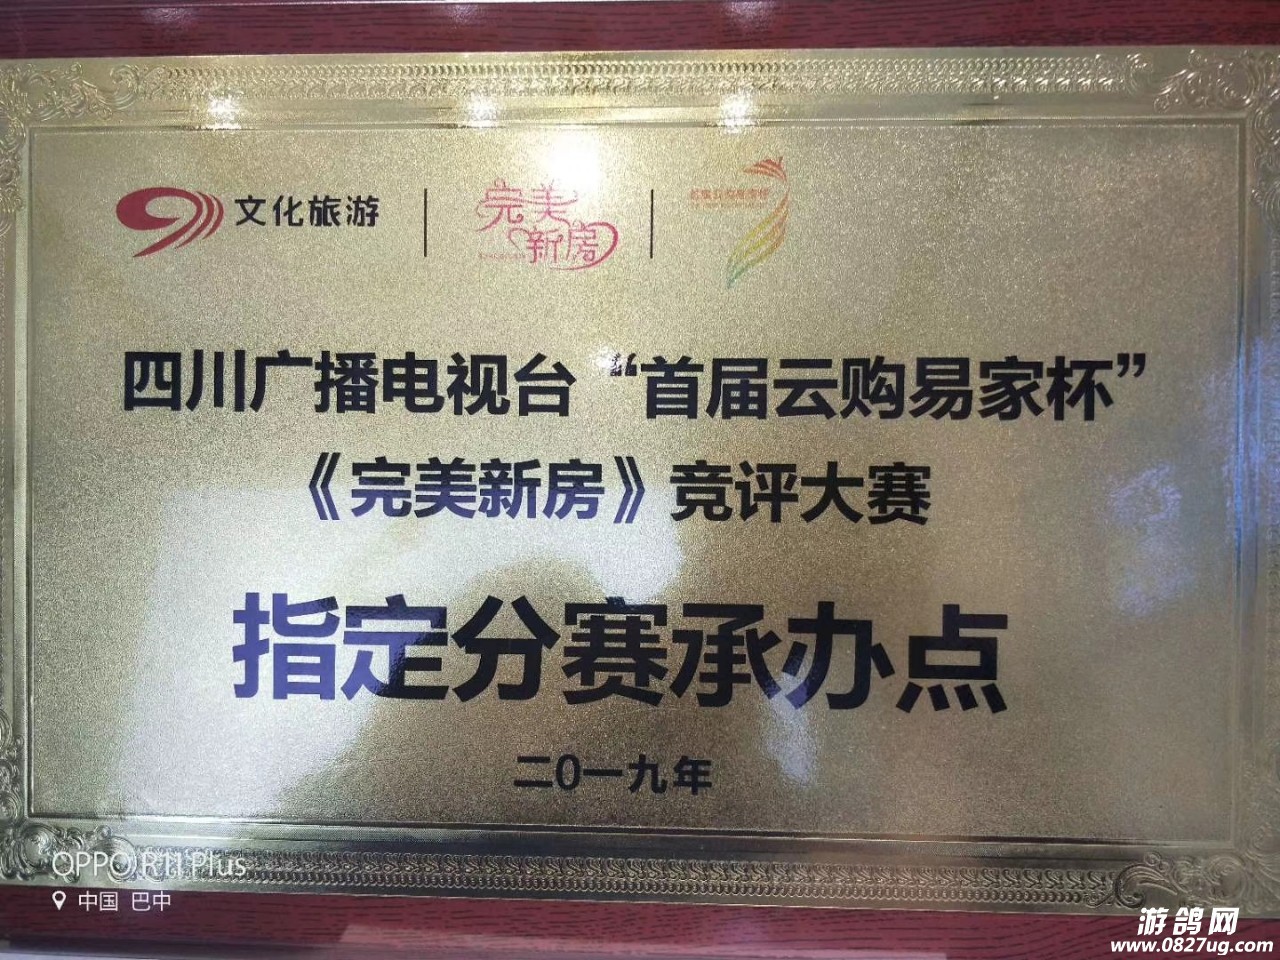 文化旅游
完美
新房
四川广播电视台“首届云购易家杯”
《完美新房》竞评大赛
指定分赛承办点
二0一九年
OPPO R11 Plus
中国 巴中
游鸽网
www.0827ug.com